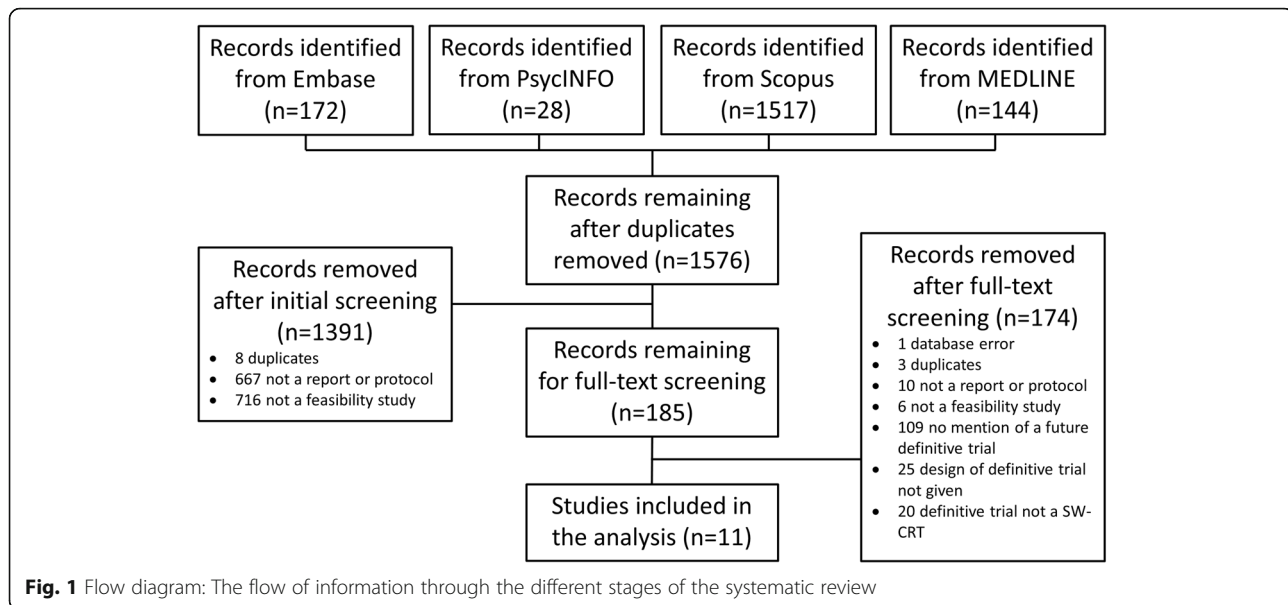 Records identified
from Embase
(n=172)
Records identified
from PsycINFO
(n=28)
Records identified
from Scopus
(n=1517)
Records identified
from MEDLINE
(n=144)
Records remaining
after duplicates
removed (n=1576)
Records removed
after initial screening
(n=1391)
• 8 duplicates
• 667 not a report or protocol
• 716 not a feasibility study
Records remaining
for full-text screening
(n=185)
Records removed
after full-text
screening (n=174)
• 1 database error
• 3 duplicates
• 10 not a report or protocol
• 6 not a feasibility study
• 109 no mention of a future
definitive trial
• 25 design of definitive trial
not given
• 20 definitive trial not a SW-
CRT
Studies included in
the analysis (n=11)
Fig. 1 Flow diagram: The flow of information through the different stages of the systematic review